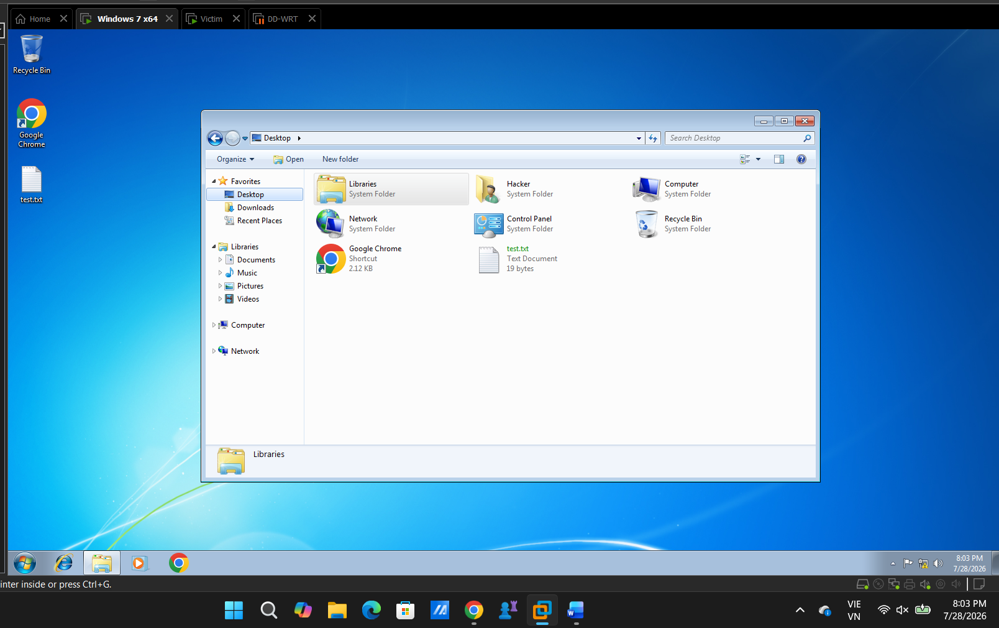 Home
Windows 7 x64
Victim
DD-WRT
Recycle Bin
Google
Chrome
test.txt
Desktop
Search Desktop
Organize
Open
New folder
Favorites
Desktop
Downloads
Recent Places
Libraries
Documents
Music
Pictures
Videos
Computer
Network
Libraries
System Folder
Hacker
System Folder
Computer
System Folder
Network
System Folder
Control Panel
System Folder
Recycle Bin
System Folder
Google Chrome
Shortcut
2.12 KB
test.txt
Text Document
19 bytes
Libraries
8:03 PM
7/28/2026
inter inside or press Ctrl+G.
VIE
VN
8:03 PM
7/28/2026